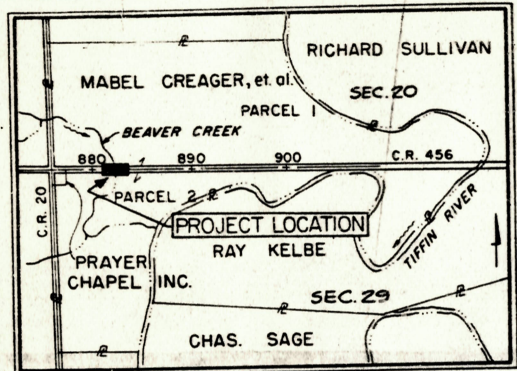 RICHARD SULLIVAN
MABEL CREAGER, et. al.
SEC. 20
PARCEL 1
BEAVER CREEK
880
890
900
C.R. 456
C.R. 20
PARCEL 2
PROJECT LOCATION
TIFFIN RIVER
RAY KELBE
PRAYER
CHAPEL INC.
SEC. 29
CHAS. SAGE